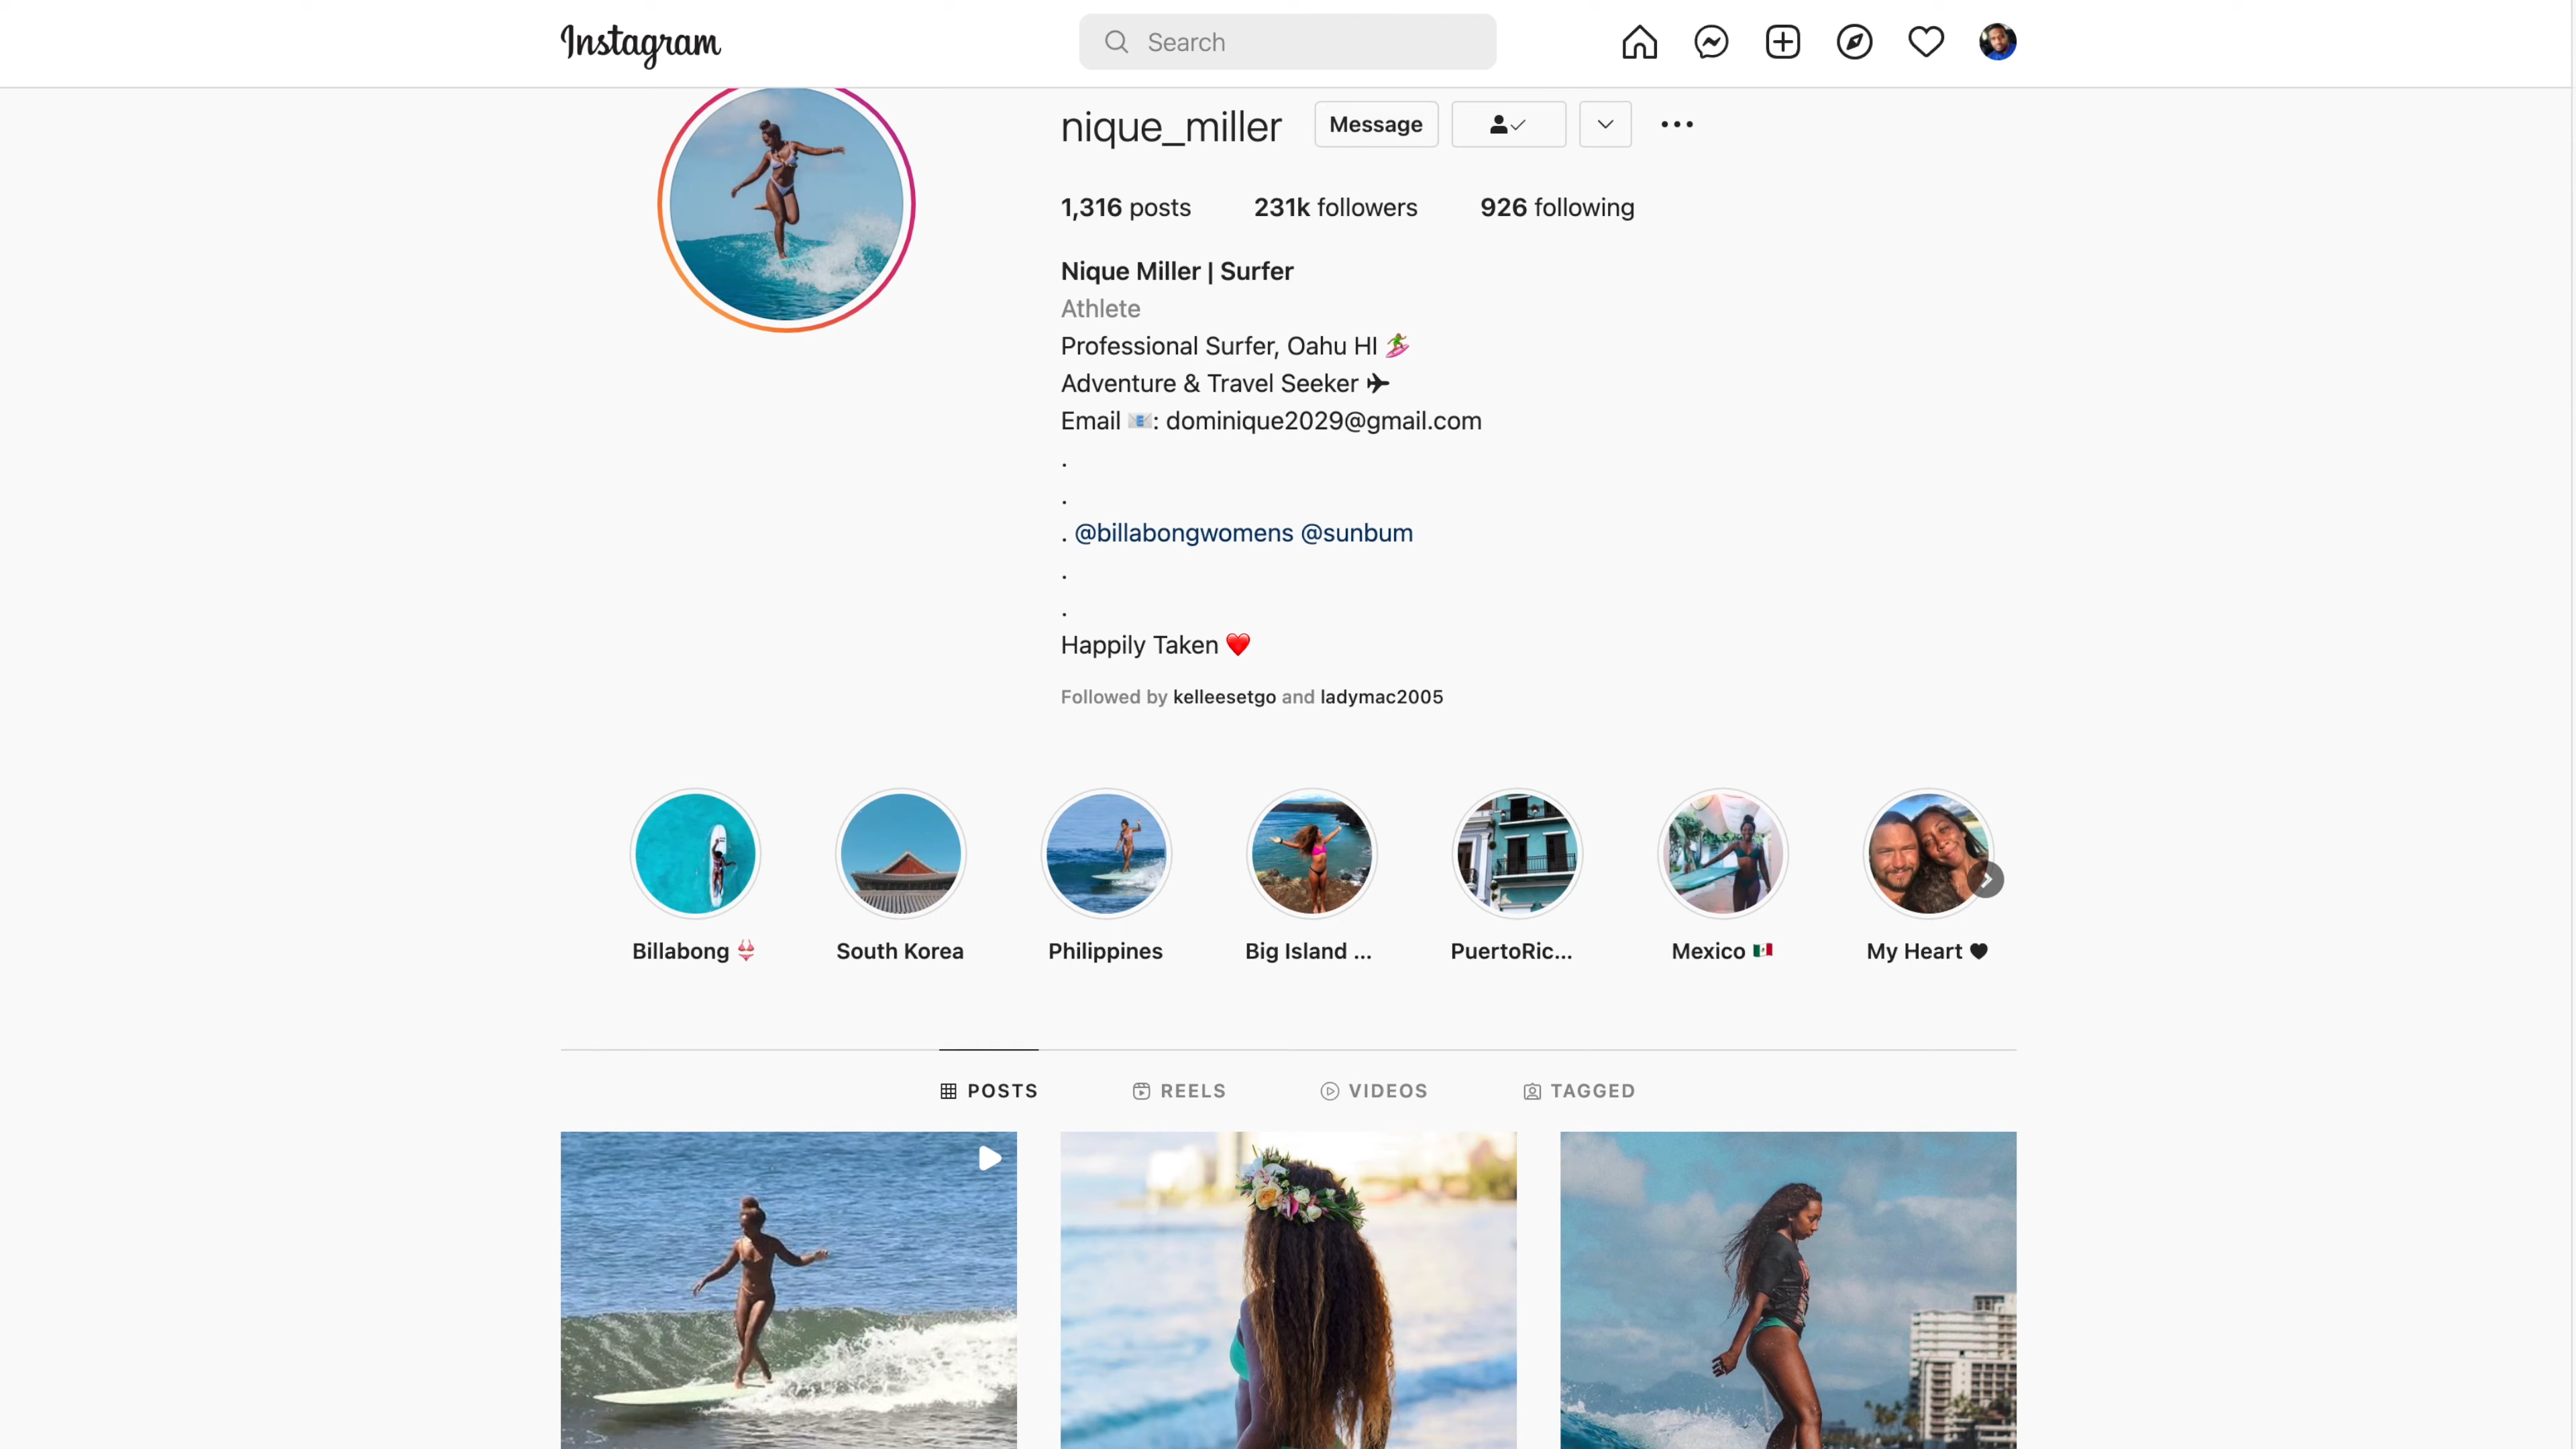 Instagram
Search
nique_miller
Message
1,316 posts 231k followers 926 following
Nique Miller | Surfer
Athlete
Professional Surfer, Oahu HI 🏄🏽‍♀️
Adventure & Travel Seeker ✈
Email 📧: dominique2029@gmail.com
.
.
. @billabongwomens @sunbum
.
.
Happily Taken ❤️
Followed by kelleesetgo and ladymac2005
Billabong 👙 South Korea Philippines Big Island ... PuertoRic... Mexico 🇲🇽 My Heart 🖤
POSTS REELS VIDEOS TAGGED